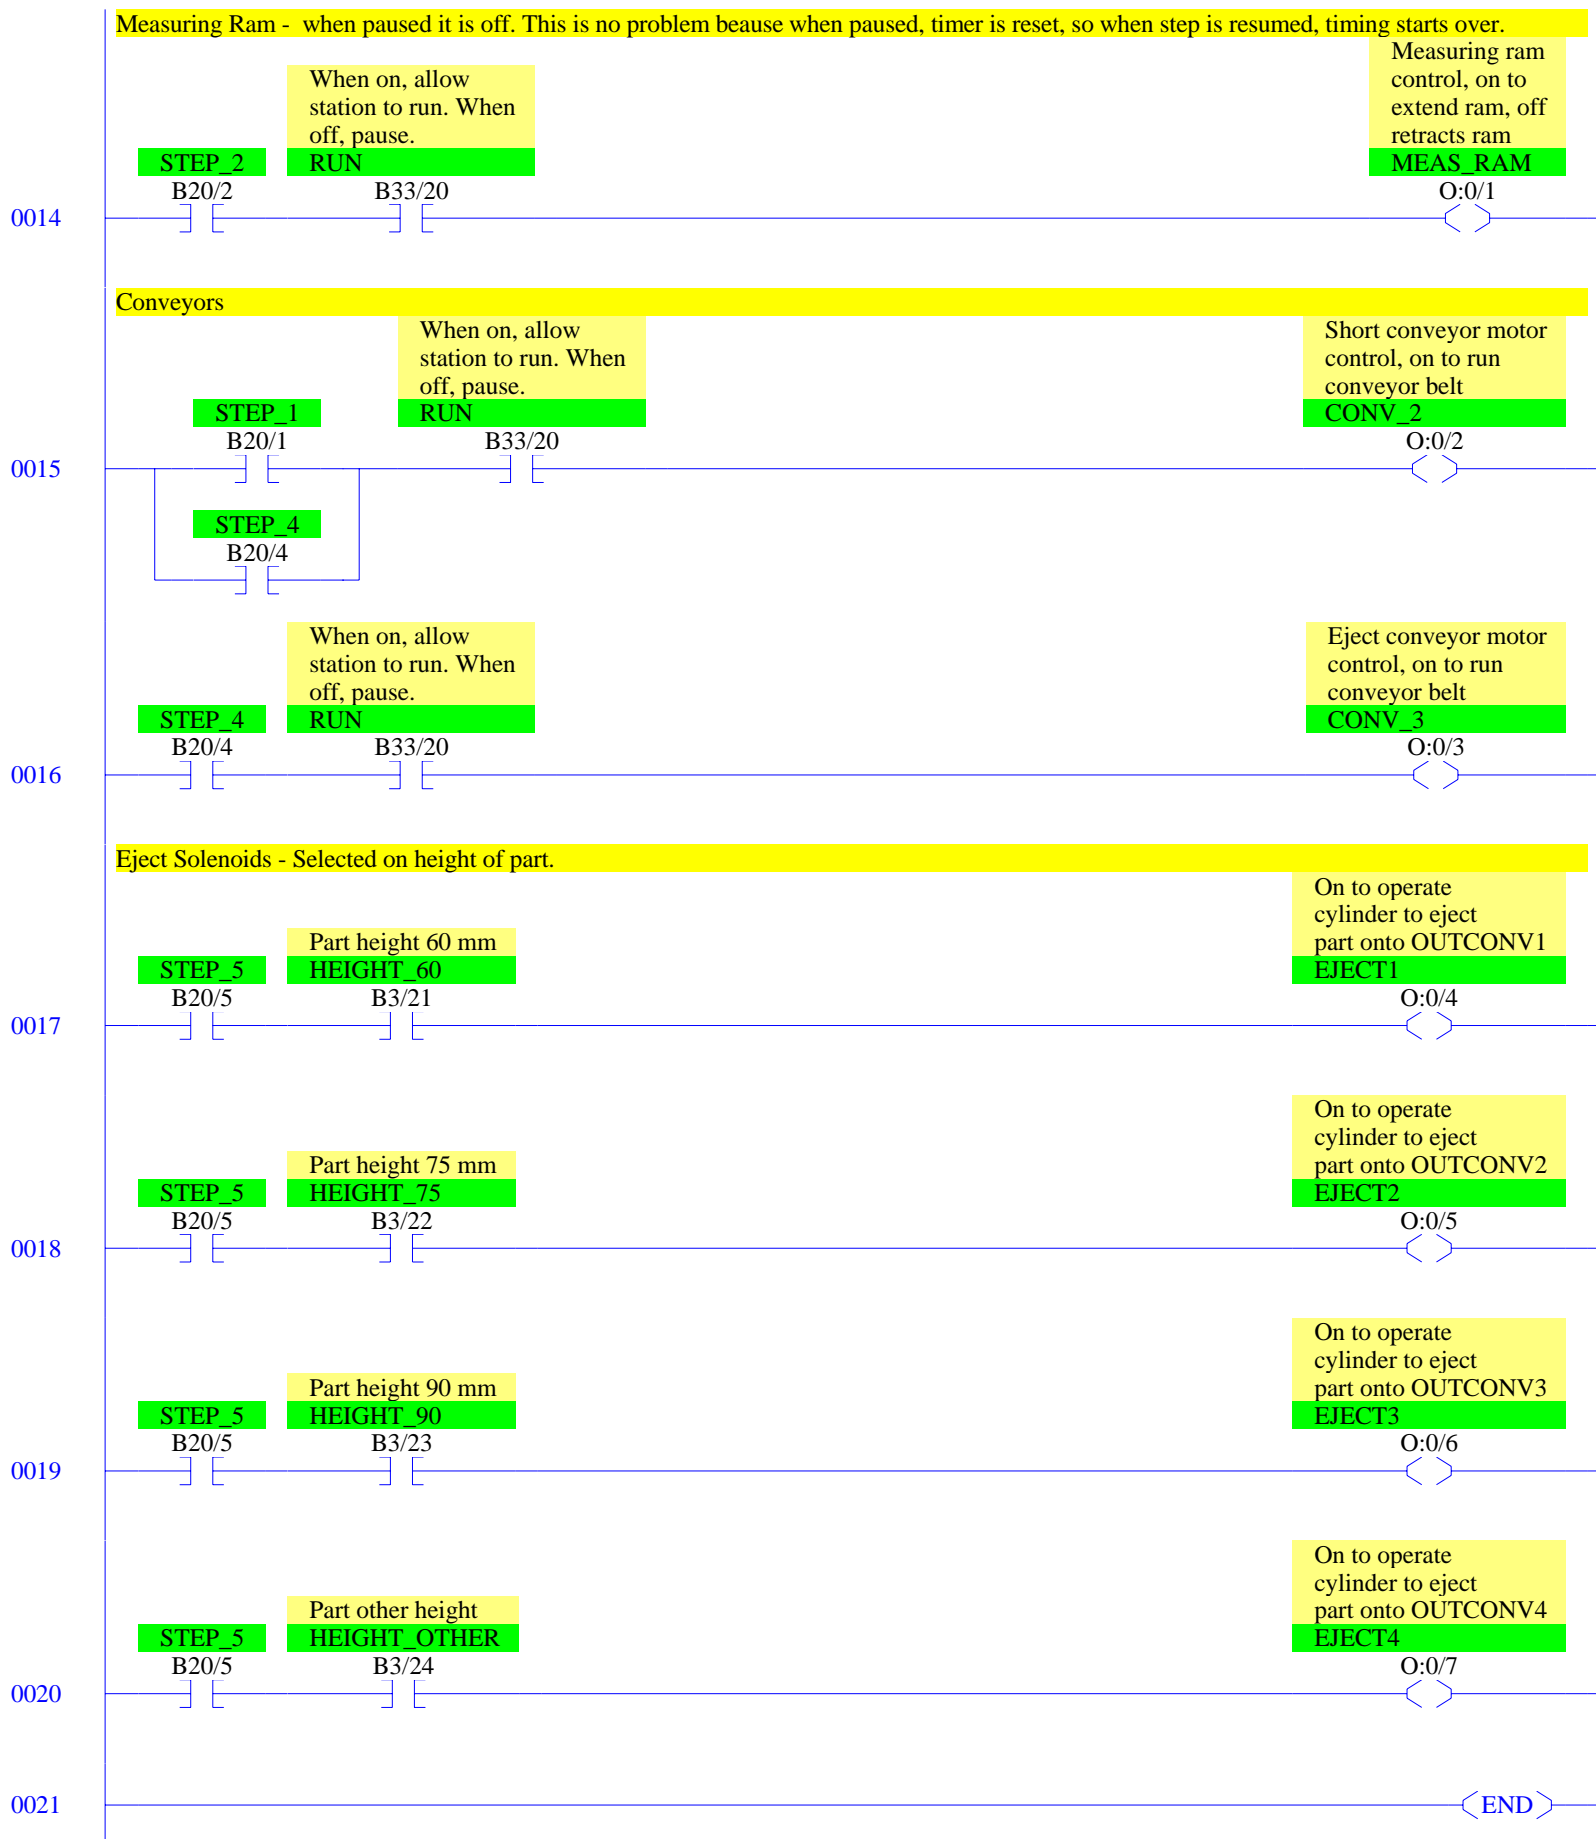 Measuring Ram -  when paused it is off. This is no problem beause when paused, timer is reset, so when step is resumed, timing starts over.
When on, allow
station to run. When
off, pause.
Measuring ram
control, on to
extend ram, off
retracts ram
STEP_2
RUN
MEAS_RAM
B20/2
B33/20
O:0/1
0014
Conveyors
When on, allow
station to run. When
off, pause.
Short conveyor motor
control, on to run
conveyor belt
STEP_1
RUN
CONV_2
B20/1
B33/20
O:0/2
0015
STEP_4
B20/4
When on, allow
station to run. When
off, pause.
Eject conveyor motor
control, on to run
conveyor belt
STEP_4
RUN
CONV_3
B20/4
B33/20
O:0/3
0016
Eject Solenoids - Selected on height of part.
Part height 60 mm
On to operate
cylinder to eject
part onto OUTCONV1
STEP_5
HEIGHT_60
EJECT1
B20/5
B3/21
O:0/4
0017
Part height 75 mm
On to operate
cylinder to eject
part onto OUTCONV2
STEP_5
HEIGHT_75
EJECT2
B20/5
B3/22
O:0/5
0018
Part height 90 mm
On to operate
cylinder to eject
part onto OUTCONV3
STEP_5
HEIGHT_90
EJECT3
B20/5
B3/23
O:0/6
0019
Part other height
On to operate
cylinder to eject
part onto OUTCONV4
STEP_5
HEIGHT_OTHER
EJECT4
B20/5
B3/24
O:0/7
0020
0021
END